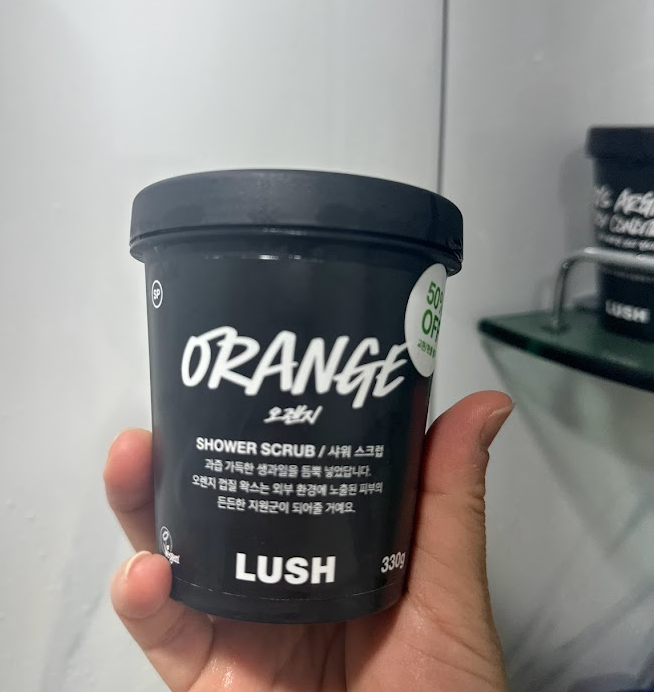 SP
50%
OFF
ORANGE
오렌지
SHOWER SCRUB / 샤워 스크럽
과즙 가득한 생과일을 듬뿍 넣었답니다.
오렌지 껍질 왁스는 외부 환경에 노출된 피부의
든든한 지원군이 되어줄 거예요.
LUSH
330g
LUSH